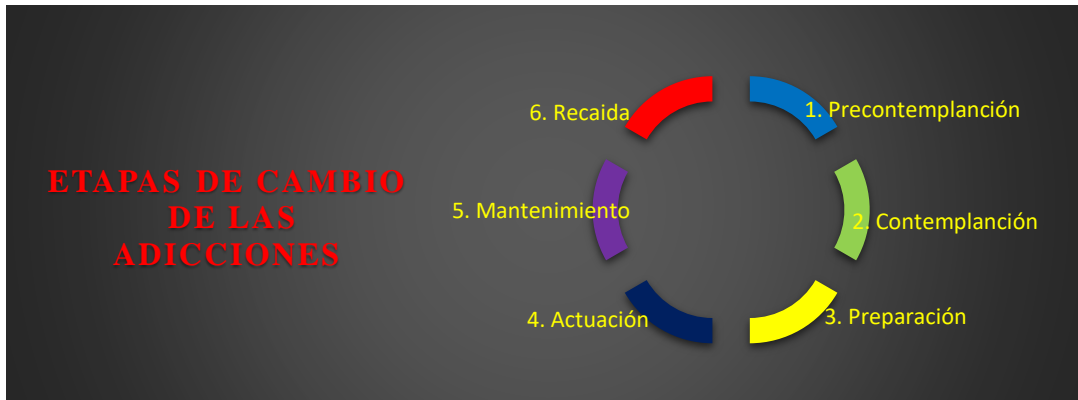 ETAPAS DE CAMBIO
DE LAS
ADICCIONES
1. Precontemplanción
2. Contemplanción
3. Preparación
4. Actuación
5. Mantenimiento
6. Recaida